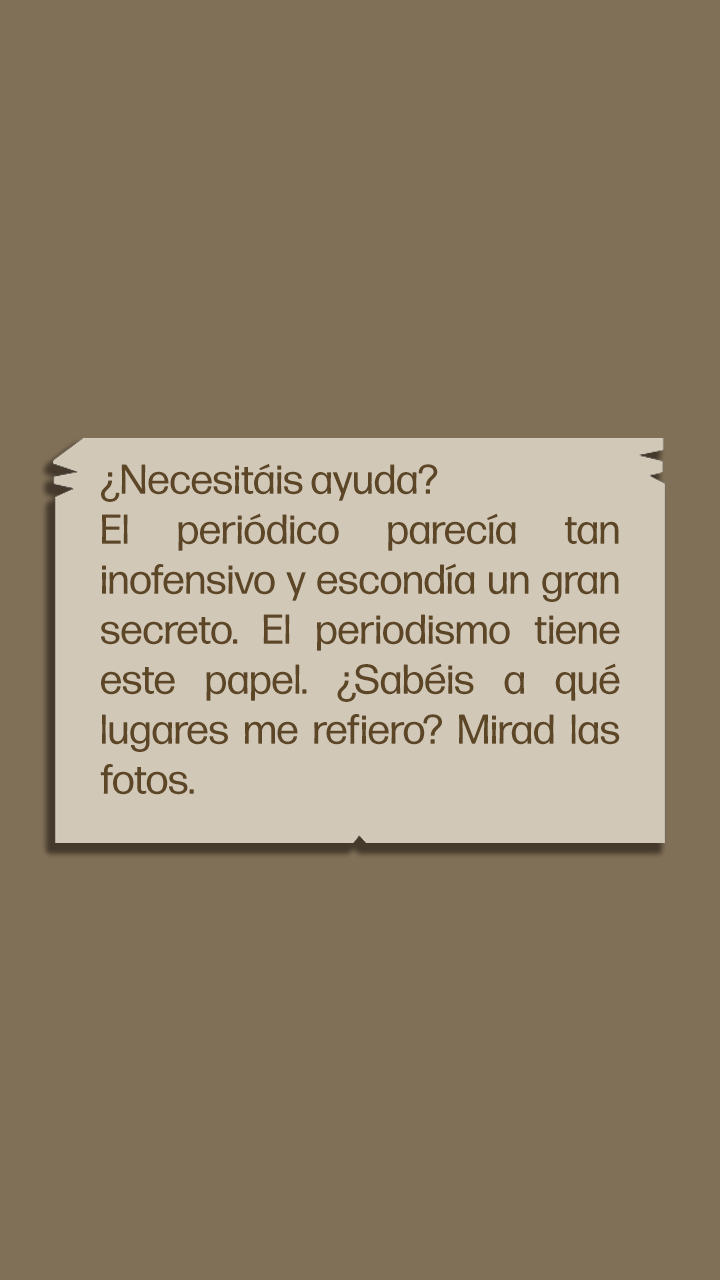 ¿Necesitáis ayuda?
El periódico parecía tan
inofensivo y escondía un gran
secreto. El periodismo tiene
este papel. ¿Sabéis a qué
lugares me refiero? Mirad las
fotos.